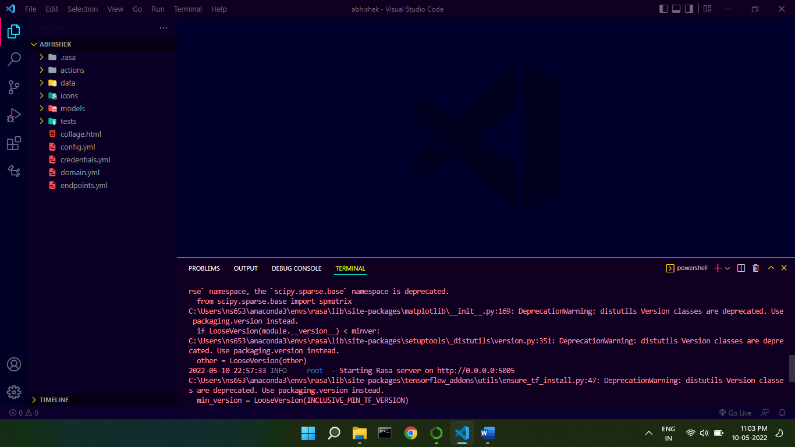 File Edit Selection View Go Run Terminal Help
abhishek - Visual Studio Code
ABHISHEK
.rasa
actions
data
icons
models
tests
collage.html
config.yml
credentials.yml
domain.yml
endpoints.yml
TIMELINE
PROBLEMS OUTPUT DEBUG CONSOLE TERMINAL
powershell
rse` namespace, the `scipy.sparse.base` namespace is deprecated.
from scipy.sparse.base import spmatrix
C:\Users\ns653\anaconda3\envs\rasa\lib\site-packages\matplotlib\__init__.py:169: DeprecationWarning: distutils Version classes are deprecated. Use
packaging.version instead.
if LooseVersion(module.__version__) < minver:
C:\Users\ns653\anaconda3\envs\rasa\lib\site-packages\setuptools\_distutils\version.py:351: DeprecationWarning: distutils Version classes are depre
cated. Use packaging.version instead.
other = LooseVersion(other)
2022-05-10 22:57:33 INFO root - Starting Rasa server on http://0.0.0.0:5005
C:\Users\ns653\anaconda3\envs\rasa\lib\site-packages\tensorflow_addons\utils\ensure_tf_install.py:47: DeprecationWarning: distutils Version classe
s are deprecated. Use packaging.version instead.
min_version = LooseVersion(INCLUSIVE_MIN_TF_VERSION)
0 0
Go Live
ENG
IN
11:03 PM
10-05-2022